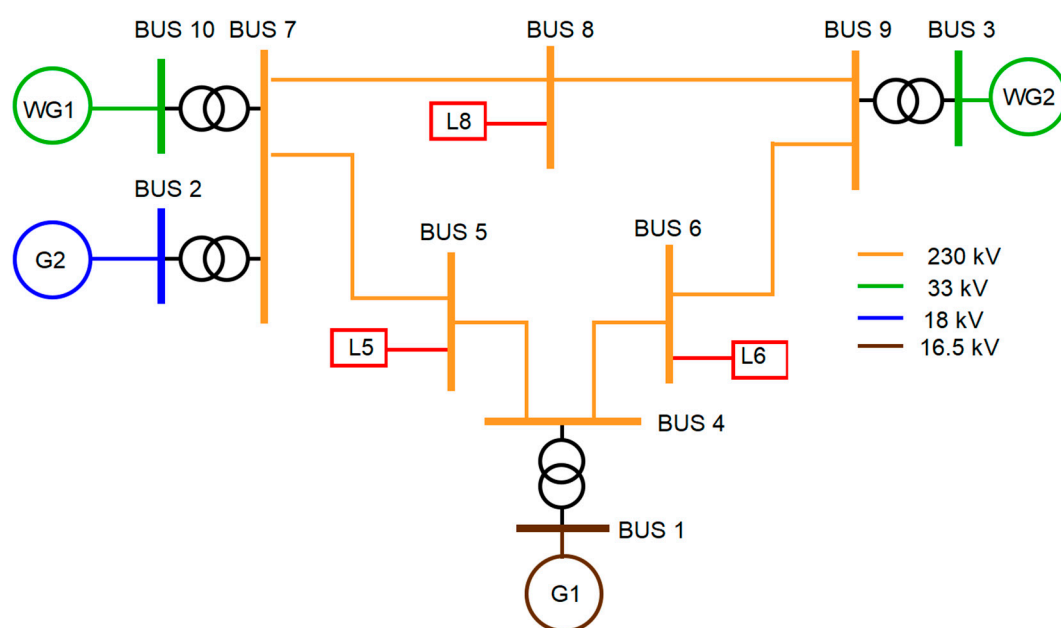 BUS 10
BUS 7
BUS 8
BUS 9
BUS 3
WG1
WG2
L8
BUS 2
BUS 5
BUS 6
G2
230 kV
33 kV
18 kV
16.5 kV
L5
L6
BUS 4
BUS 1
G1